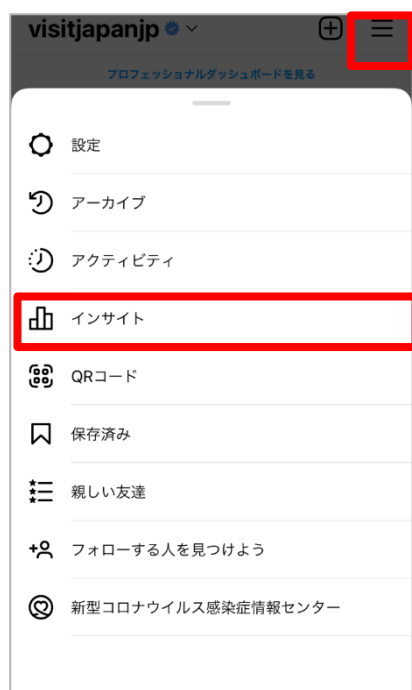 visitjapanjp
プロフェッショナルダッシュボードを見る
設定
アーカイブ
アクティビティ
インサイト
QRコード
保存済み
親しい友達
フォローする人を見つけよう
新型コロナウイルス感染症情報センター